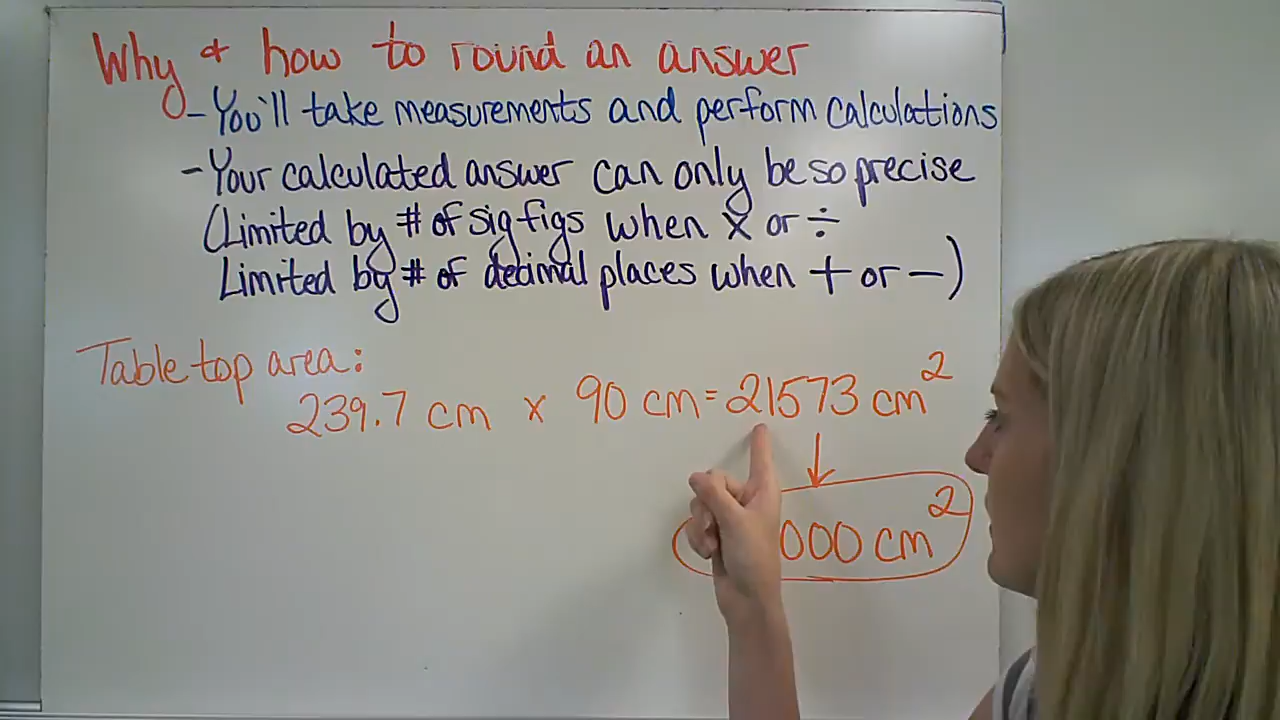 Why & how to round an answer
- You'll take measurements and perform calculations
- Your calculated answer can only be so precise
(Limited by # of sig figs when x or ÷
Limited by # of decimal places when + or -)
Table top area:
239.7 cm x 90 cm = 21573 cm²
000 cm²